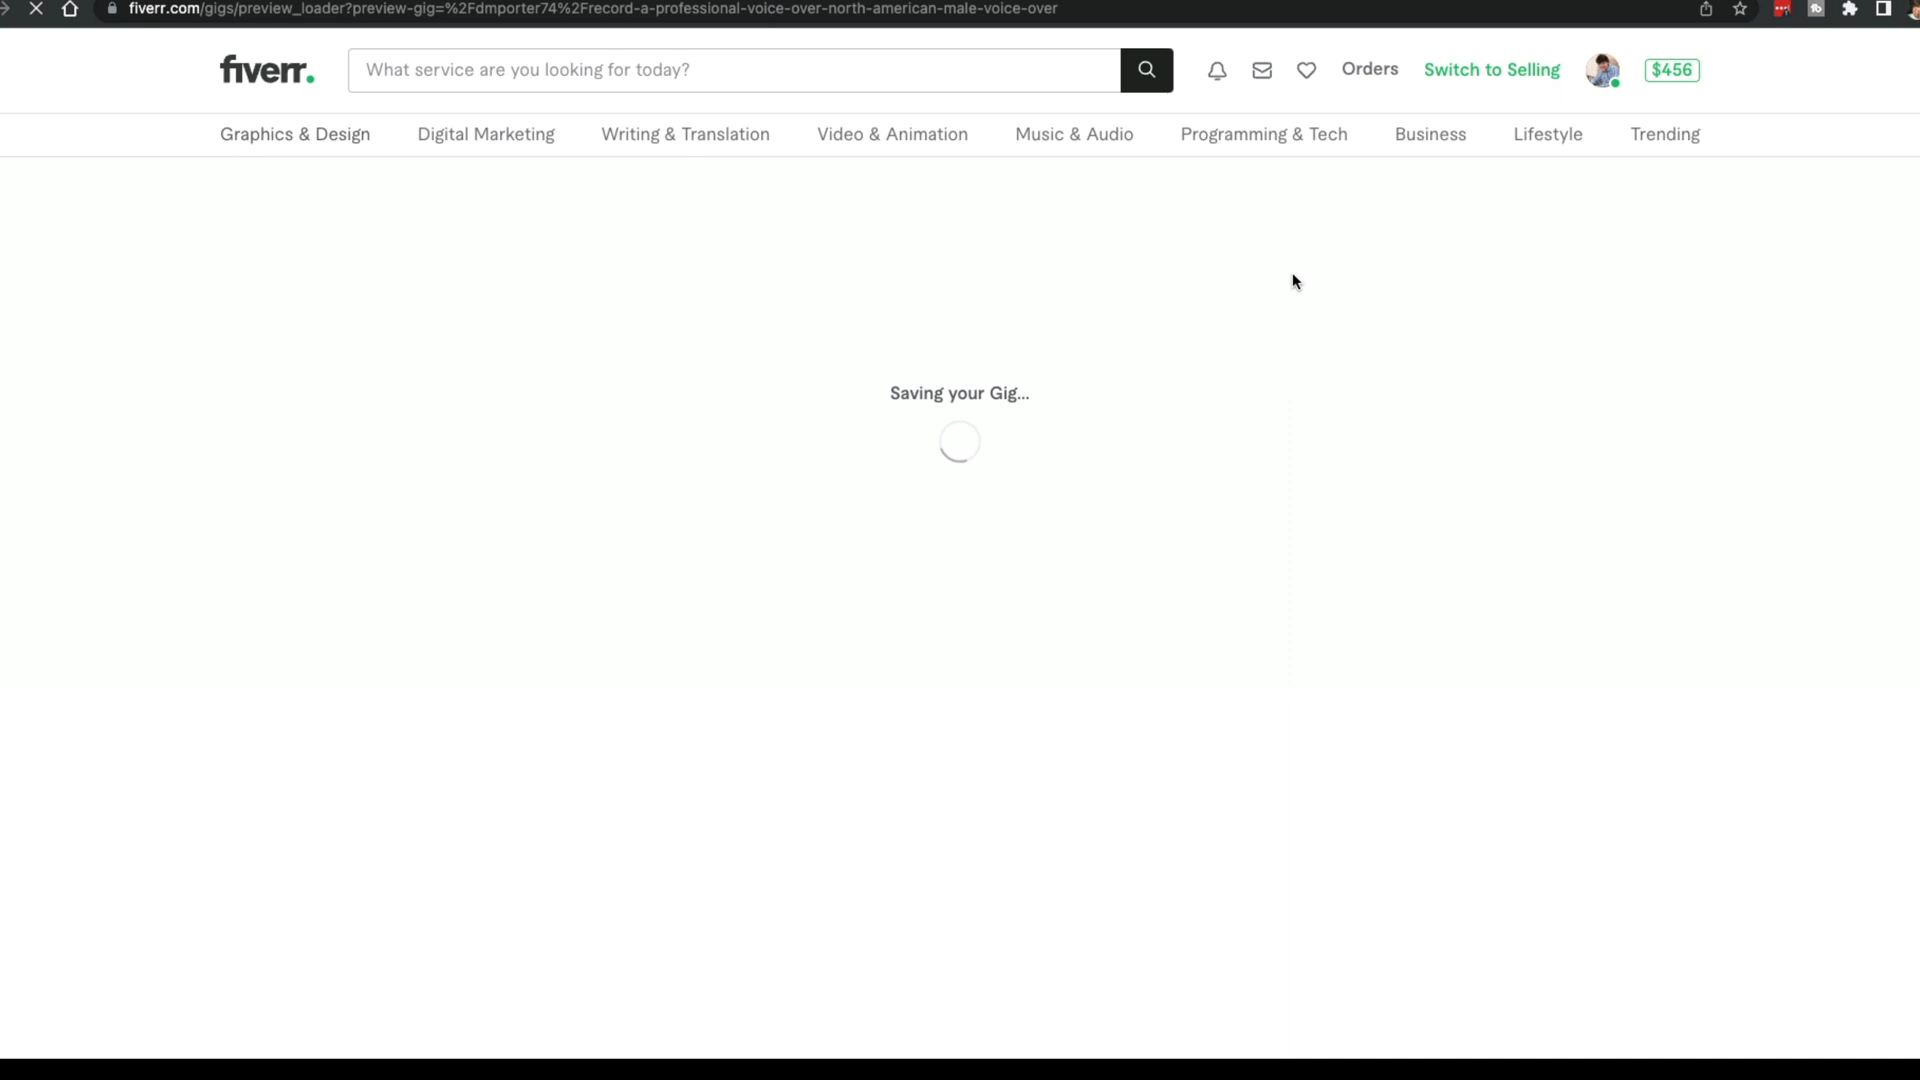 fiverr.com/gigs/preview_loader?preview-gig=%2Fdmporter74%2Frecord-a-professional-voice-over-north-american-male-voice-over
fiverr.
What service are you looking for today?
Orders
Switch to Selling
$456
Graphics & Design
Digital Marketing
Writing & Translation
Video & Animation
Music & Audio
Programming & Tech
Business
Lifestyle
Trending
Saving your Gig...